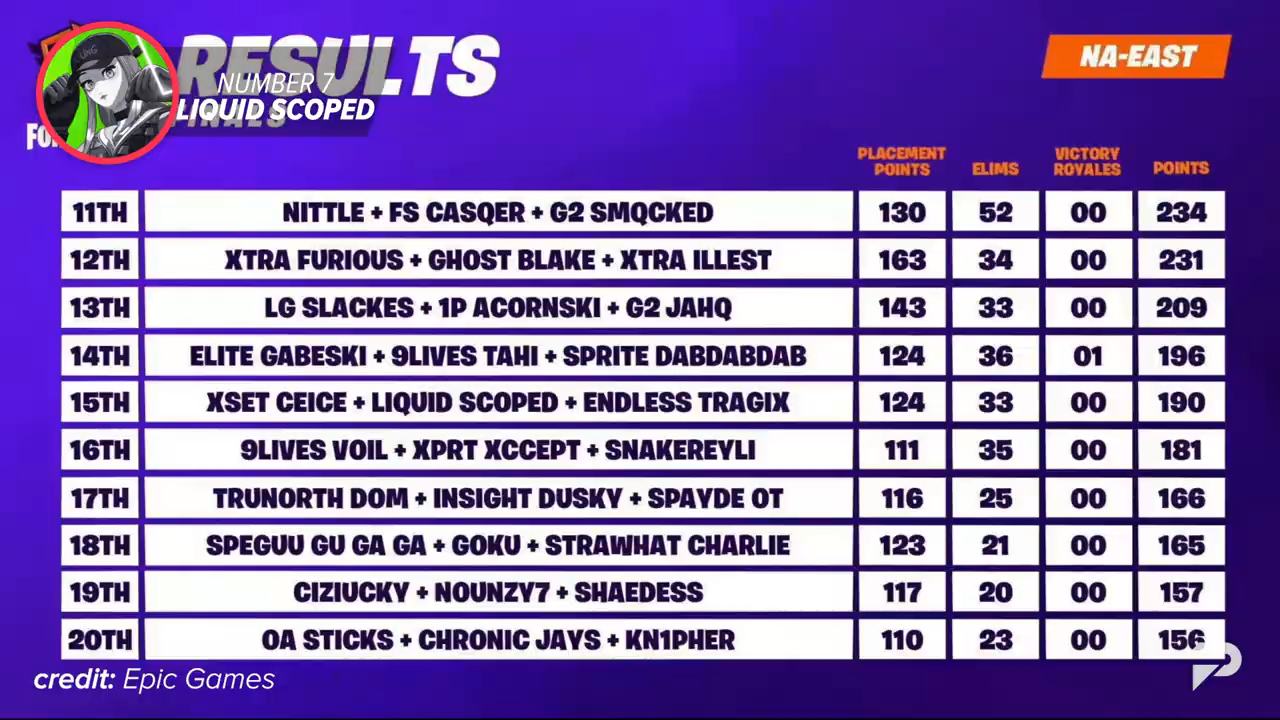 RESULTS
NA-EAST
NUMBER 7
LIQUID SCOPED
FINALS
UNG
FO
PLACEMENT POINTS ELIMS VICTORY ROYALES POINTS
11TH NITTLE + FS CASQER + G2 SMQCKED 130 52 00 234
12TH XTRA FURIOUS + GHOST BLAKE + XTRA ILLEST 163 34 00 231
13TH LG SLACKES + 1P ACORNSKI + G2 JAHQ 143 33 00 209
14TH ELITE GABESKI + 9LIVES TAHI + SPRITE DABDABDAB 124 36 01 196
15TH XSET CEICE + LIQUID SCOPED + ENDLESS TRAGIX 124 33 00 190
16TH 9LIVES VOIL + XPRT XCCEPT + SNAKEREYLI 111 35 00 181
17TH TRUNORTH DOM + INSIGHT DUSKY + SPAYDE OT 116 25 00 166
18TH SPEGUU GU GA GA + GOKU + STRAWHAT CHARLIE 123 21 00 165
19TH CIZIUCKY + NOUNZY7 + SHAEDESS 117 20 00 157
20TH OA STICKS + CHRONIC JAYS + KN1PHER 110 23 00 156
credit: Epic Games